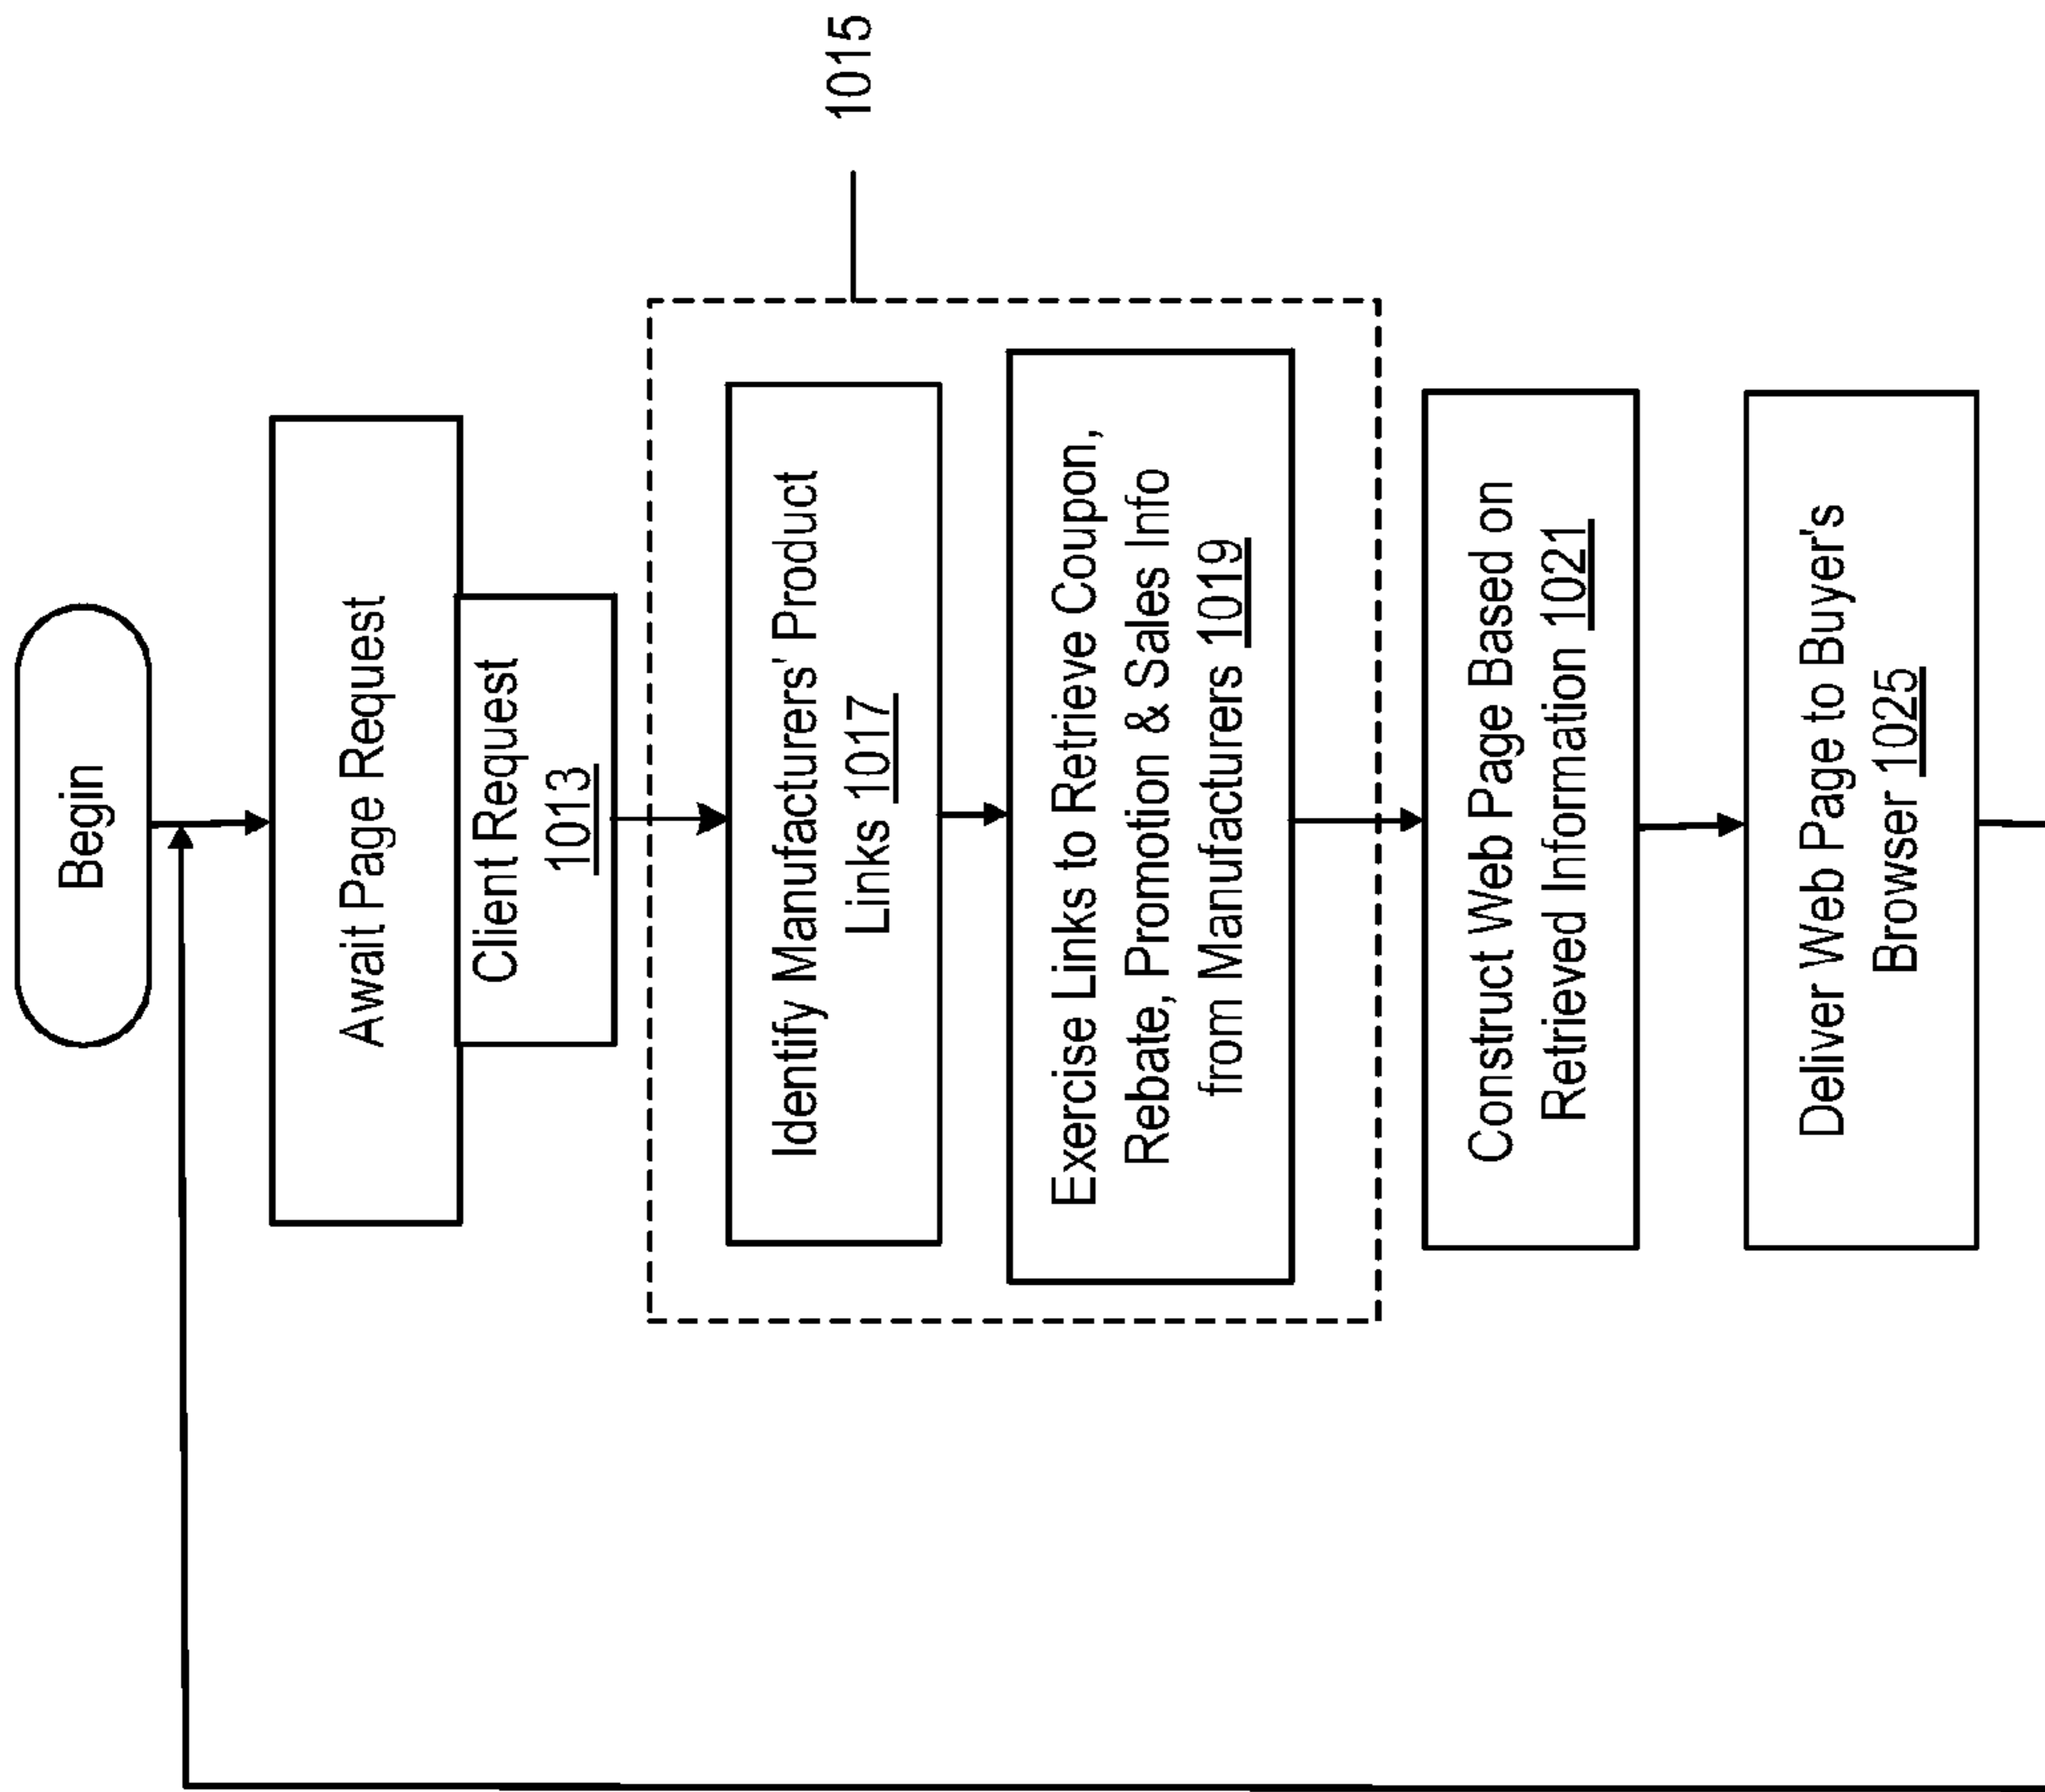 Begin
Await Page Request
Client Request
1013
1015
Identify Manufacturers' Product
Links 1017
Exercise Links to Retrieve Coupon,
Rebate, Promotion & Sales Info
from Manufacturers 1019
Construct Web Page Based on
Retrieved Information 1021
Deliver Web Page to Buyer's
Browser 1025